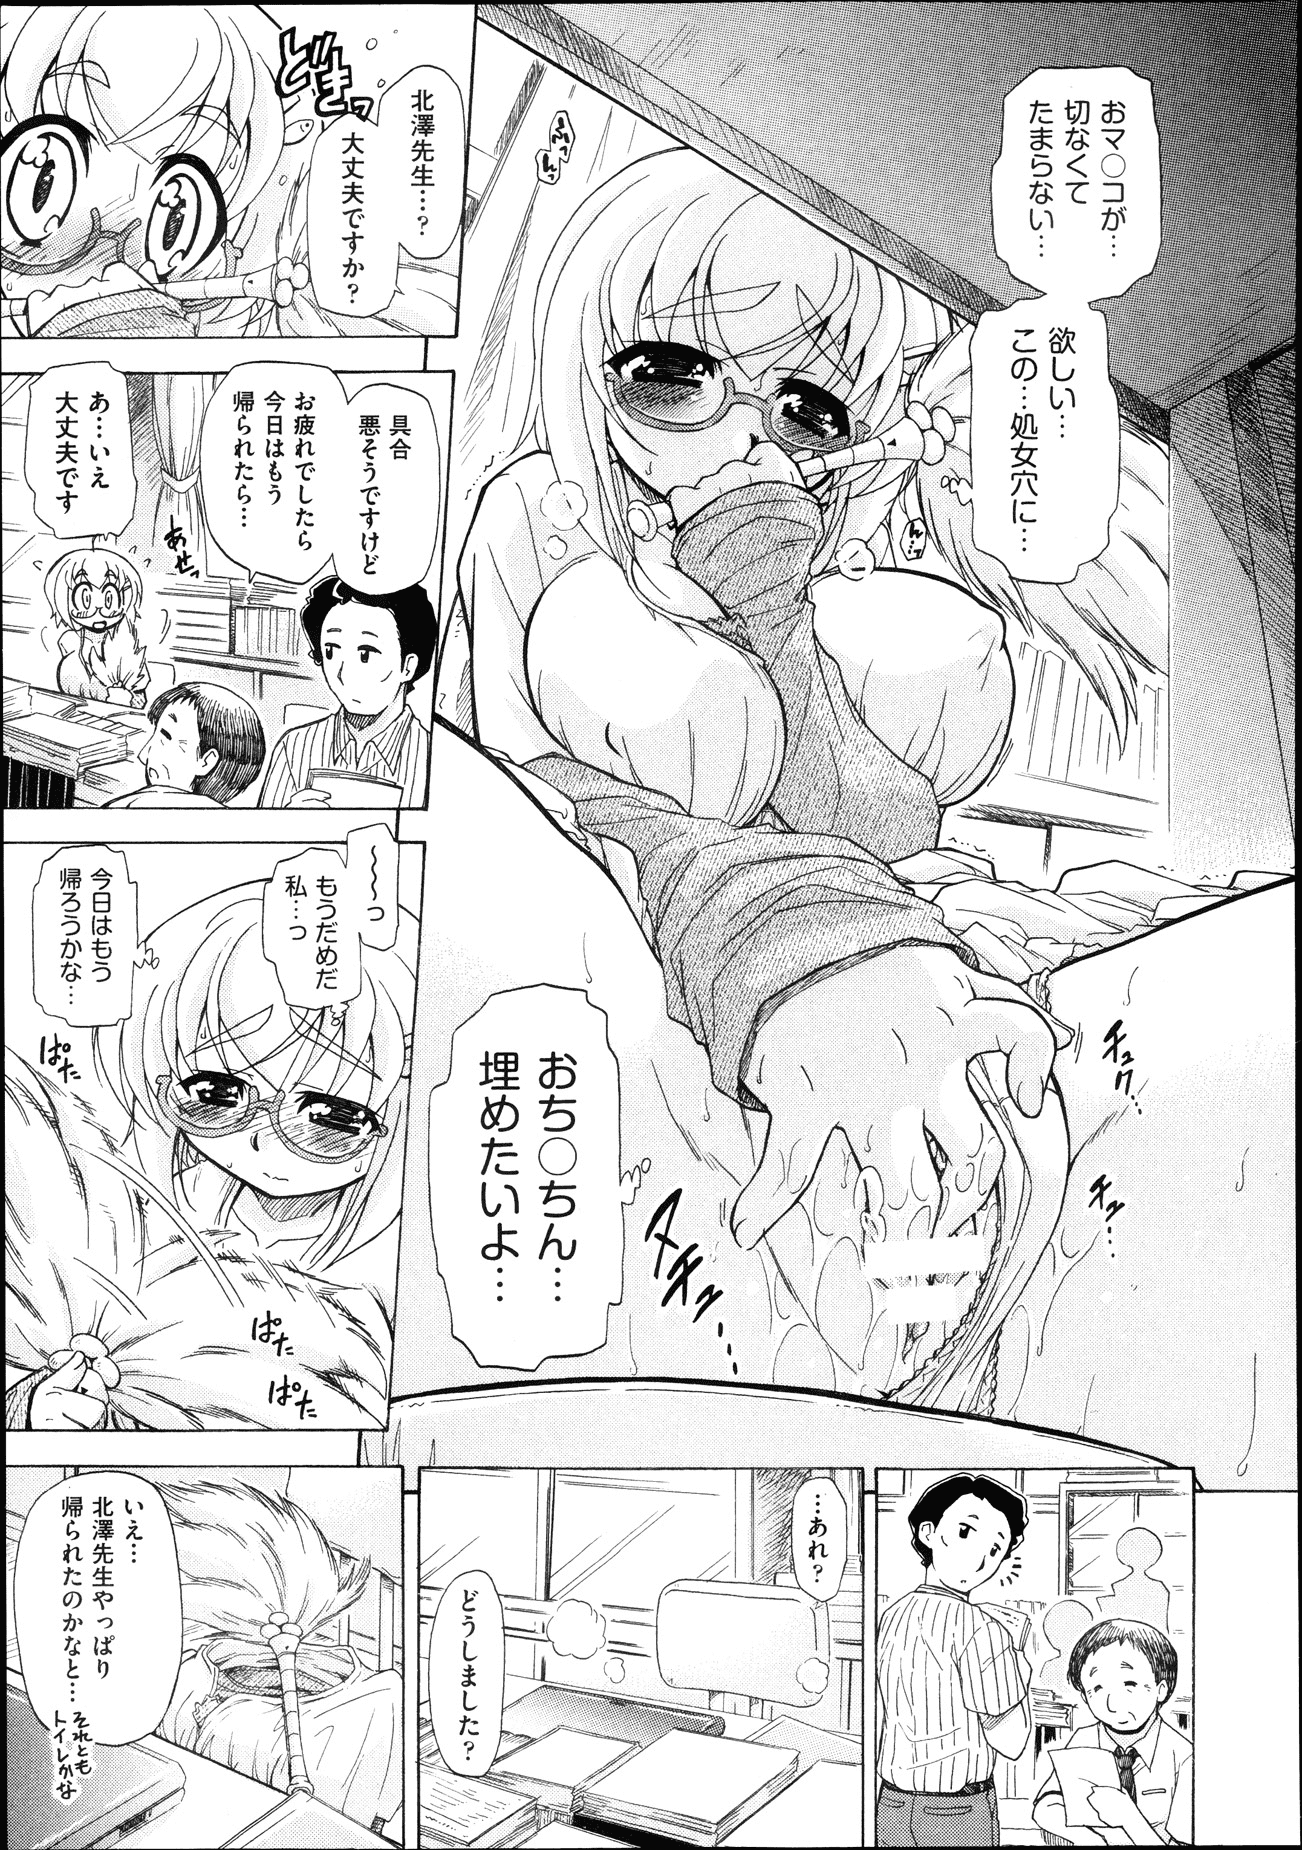 おマ○コが…
切なくて
たまらない…
欲しい…
この…処女穴に…
ふっ
んっ
ん…ッ
チュク…
チュ…
ヌチュッ…
おち○ちん…
埋めたいよ…
どきっ
北澤先生…?
大丈夫ですか?
具合
悪そうですけど
お疲れでしたら
今日はもう
帰られたら…
あ…いえ
大丈夫です
あせっ
〜〜〜っ
もうだめだ
私…っ
今日はもう
帰ろうかな…
ぱた
ぱた
ぱた
…あれ?
どうしました?
いえ…
北澤先生やっぱり
帰られたのかなと…
それとも
トイレかな